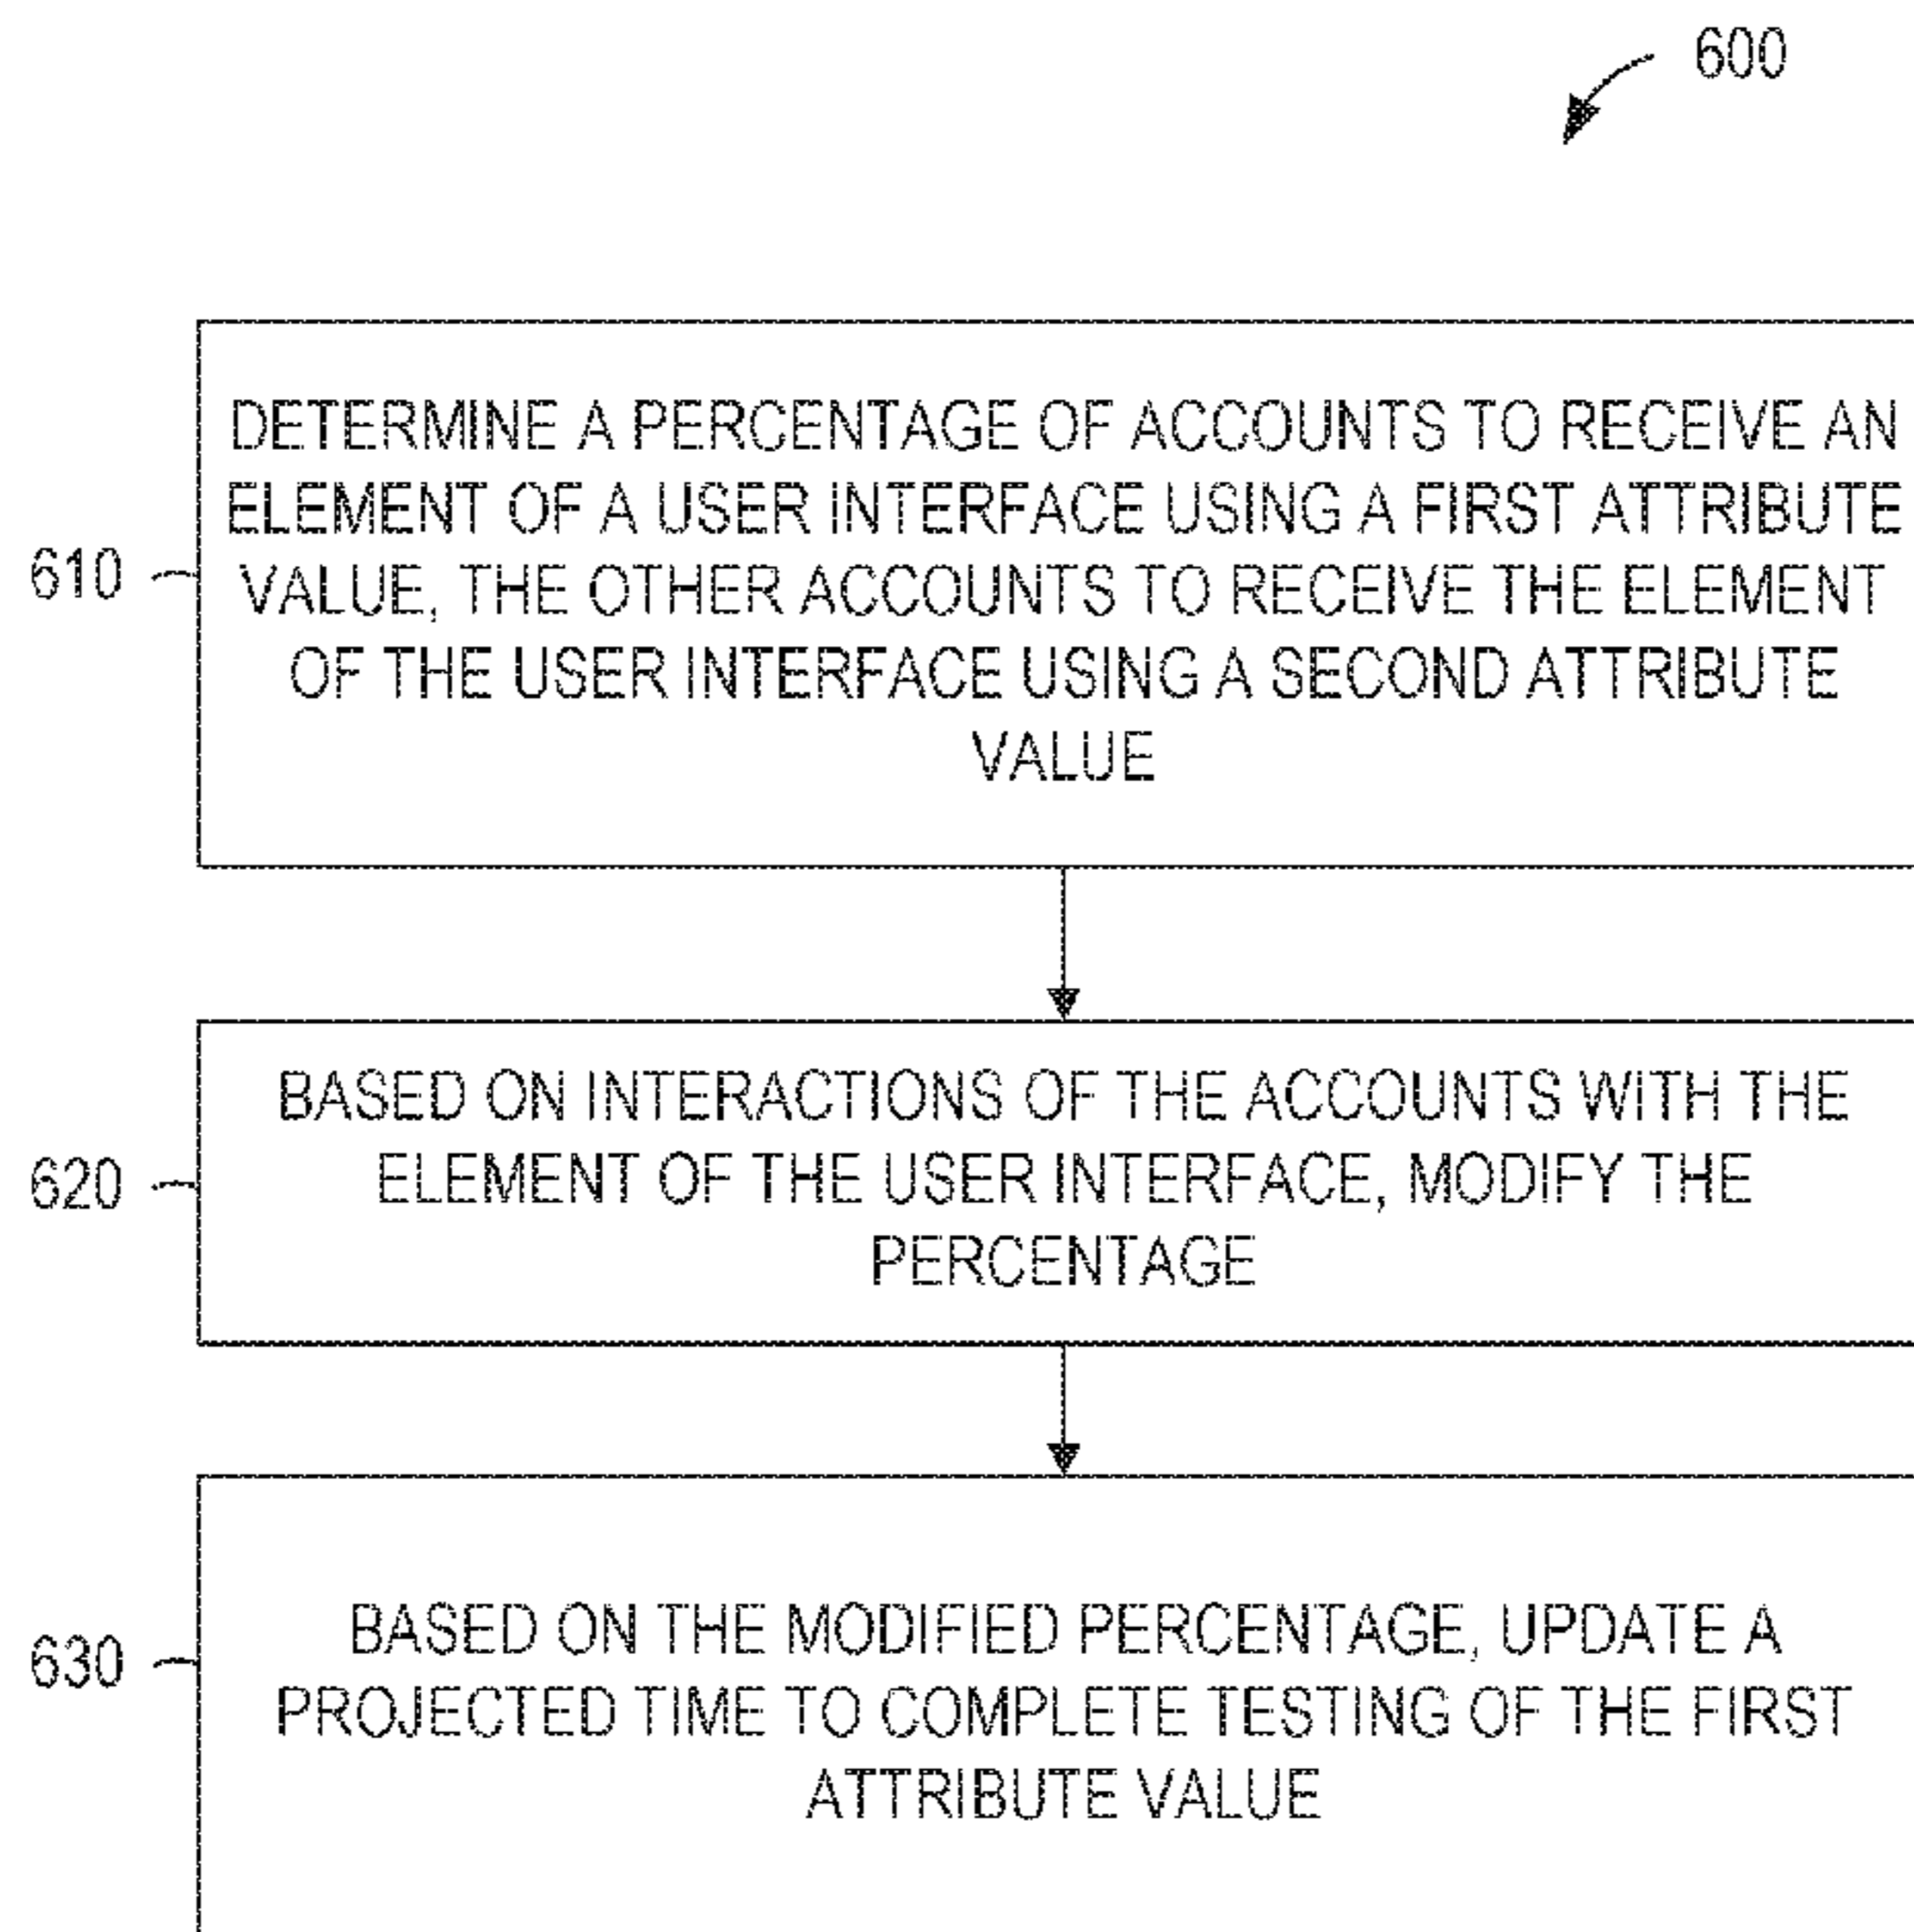 600
DETERMINE A PERCENTAGE OF ACCOUNTS TO RECEIVE AN
ELEMENT OF A USER INTERFACE USING A FIRST ATTRIBUTE
610
VALUE, THE OTHER ACCOUNTS TO RECEIVE THE ELEMENT
OF THE USER INTERFACE USING A SECOND ATTRIBUTE
VALUE
BASED ON INTERACTIONS OF THE ACCOUNTS WITH THE
620
ELEMENT OF THE USER INTERFACE, MODIFY THE
PERCENTAGE
BASED ON THE MODIFIED PERCENTAGE, UPDATE A
630
PROJECTED TIME TO COMPLETE TESTING OF THE FIRST
ATTRIBUTE VALUE